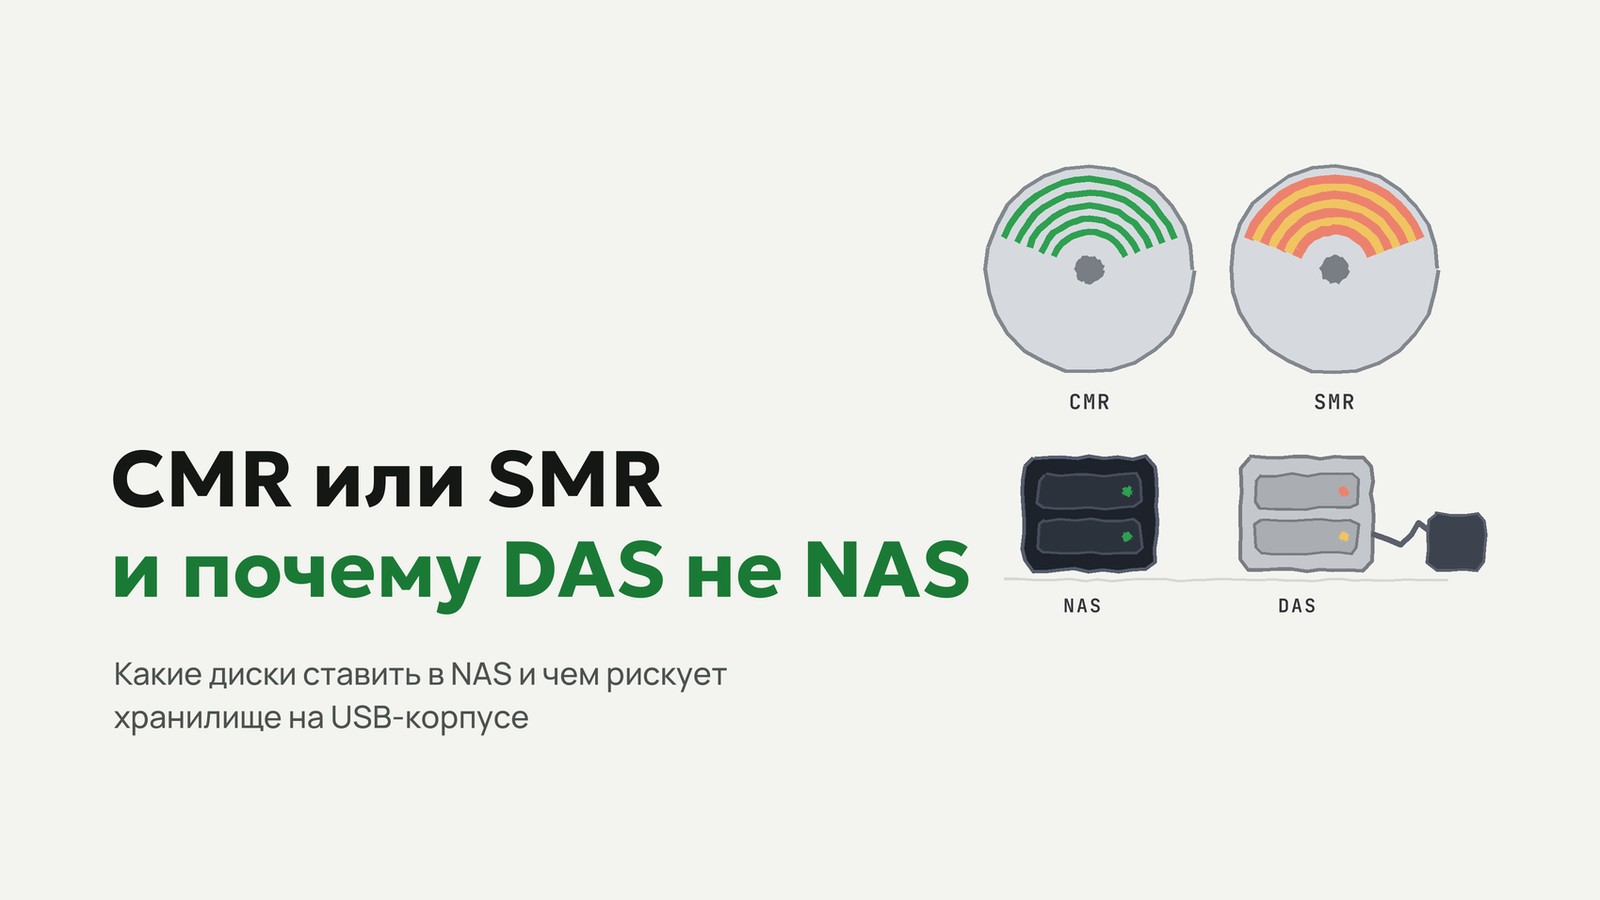 CMR или SMR
и почему DAS не NAS
Какие диски ставить в NAS и чем рискует
хранилище на USB-корпусе
CMR
SMR
NAS
DAS